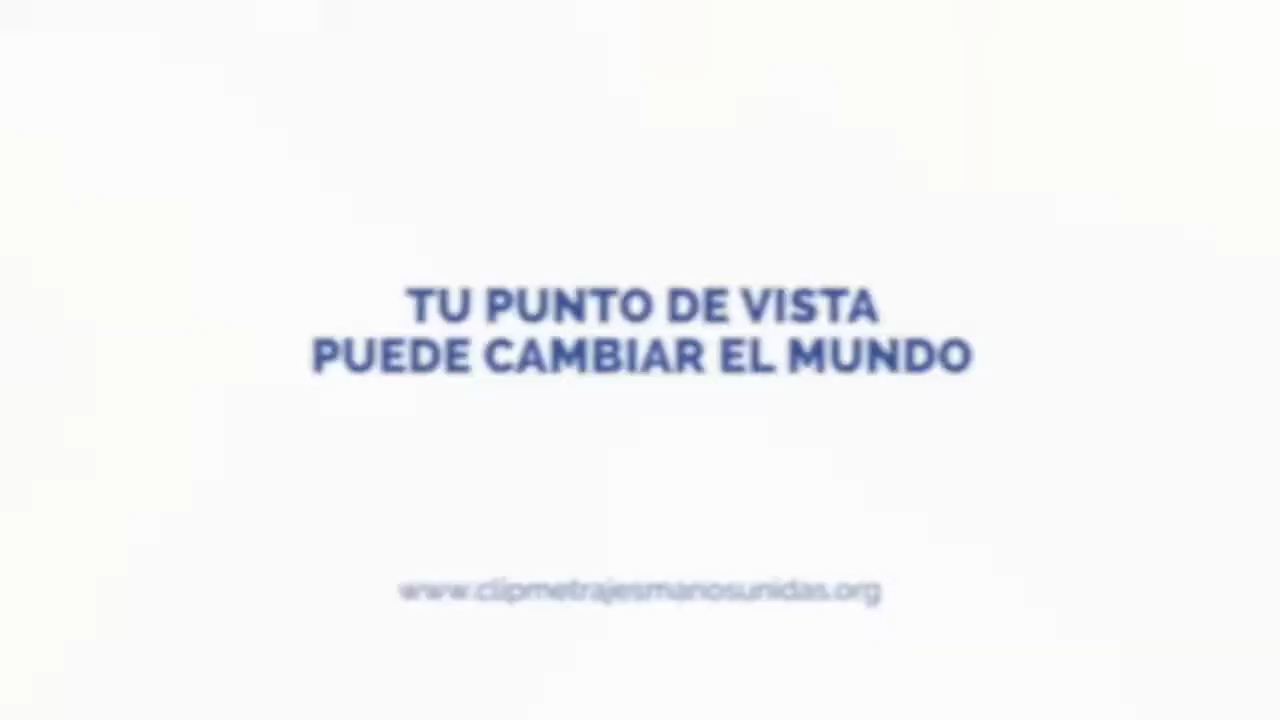 TU PUNTO DE VISTA
PUEDE CAMBIAR EL MUNDO
www.clipmetrajesmanosunidas.org